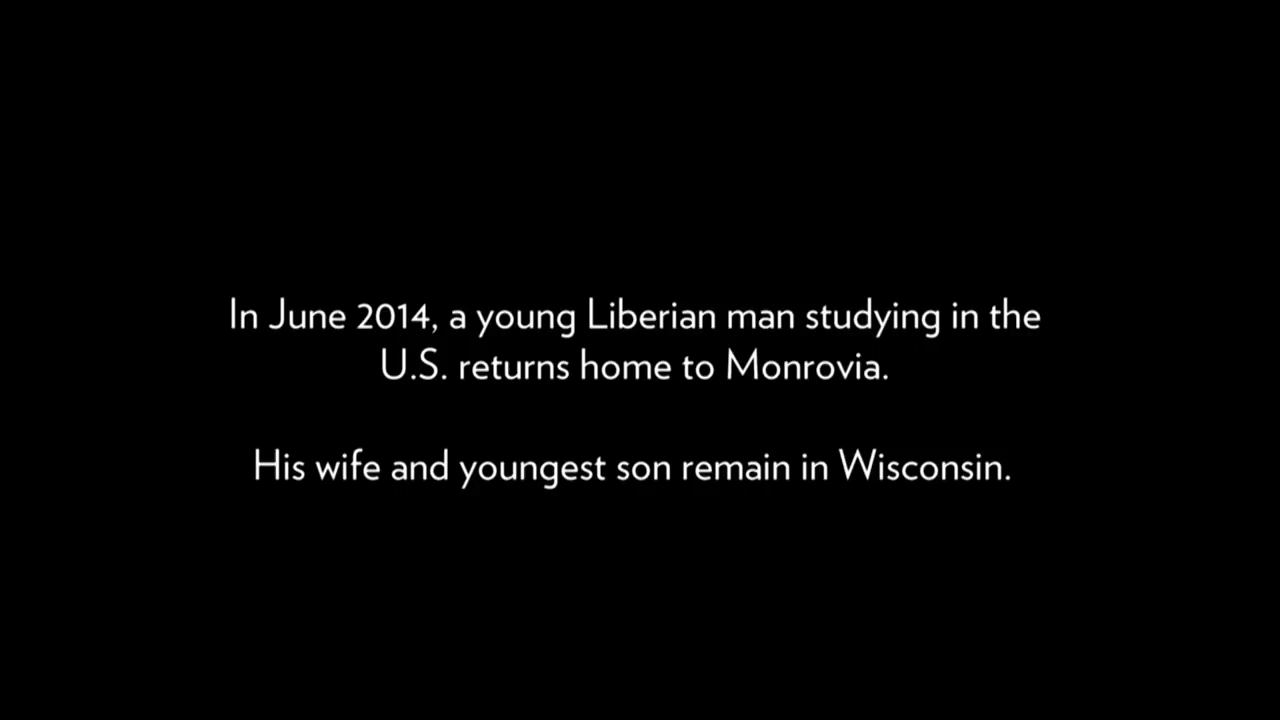 In June 2014, a young Liberian man studying in the
U.S. returns home to Monrovia.
His wife and youngest son remain in Wisconsin.